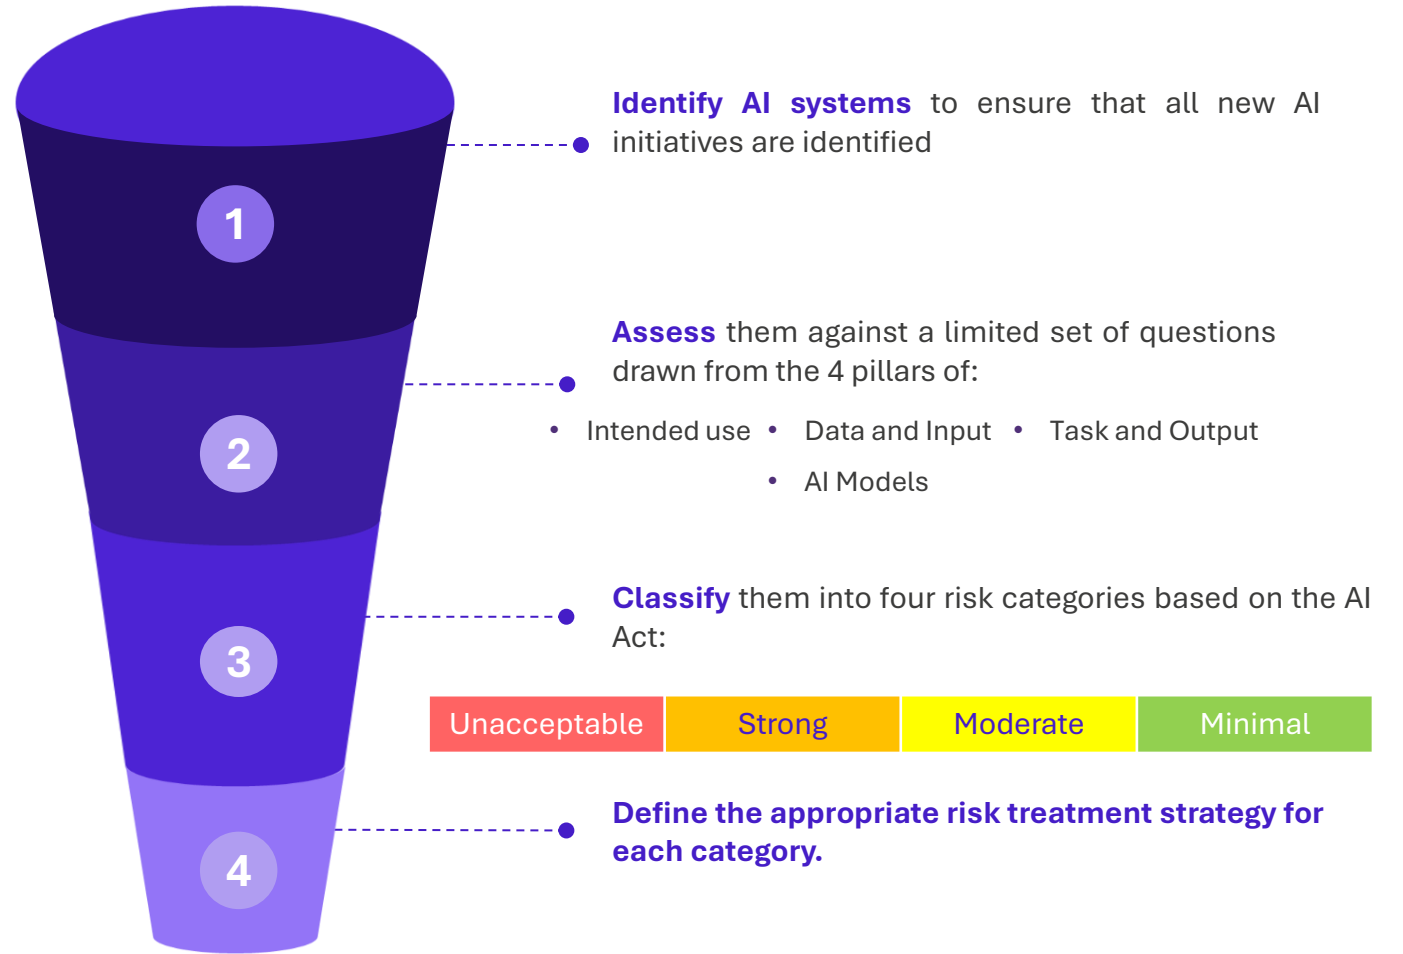 1
Identify AI systems to ensure that all new AI
initiatives are identified
2
Assess them against a limited set of questions
drawn from the 4 pillars of:
• Intended use • Data and Input • Task and Output
• AI Models
3
Classify them into four risk categories based on the AI
Act:
Unacceptable Strong Moderate Minimal
4
Define the appropriate risk treatment strategy for
each category.